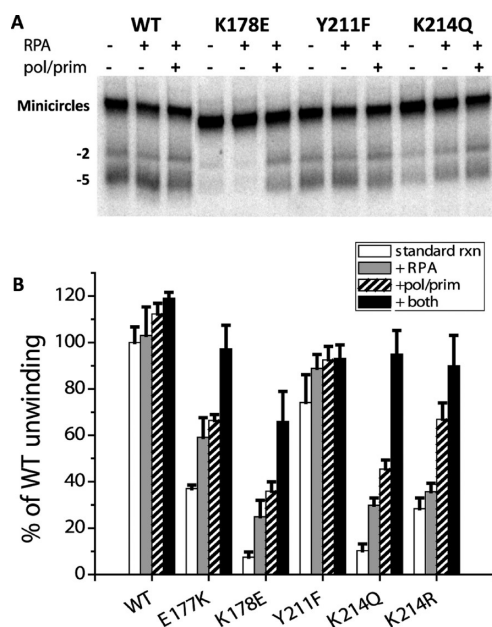 A
WT K178E Y211F K214Q
RPA - + + - + + - + + - + +
pol/prim - - + - - + - - + - - +
Minicircles
-2
-5
B
standard rxn
+ RPA
+pol/prim
+ both
% of WT unwinding
120
100
80
60
40
20
0
WT E177K K178E Y211F K214Q K214R